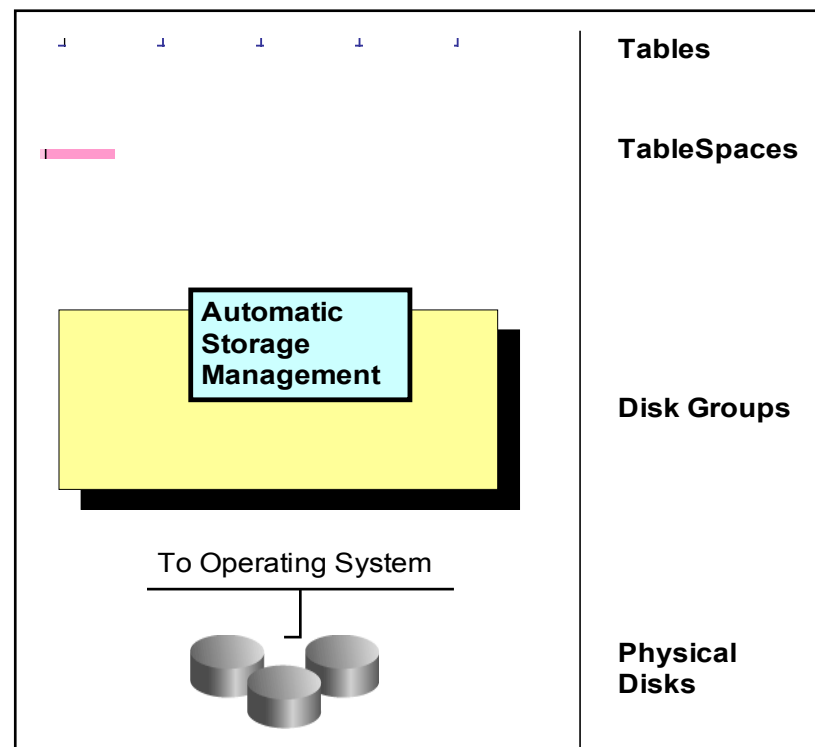 Tables
TableSpaces
Automatic
Storage
Management
Disk Groups
To Operating System
Physical
Disks